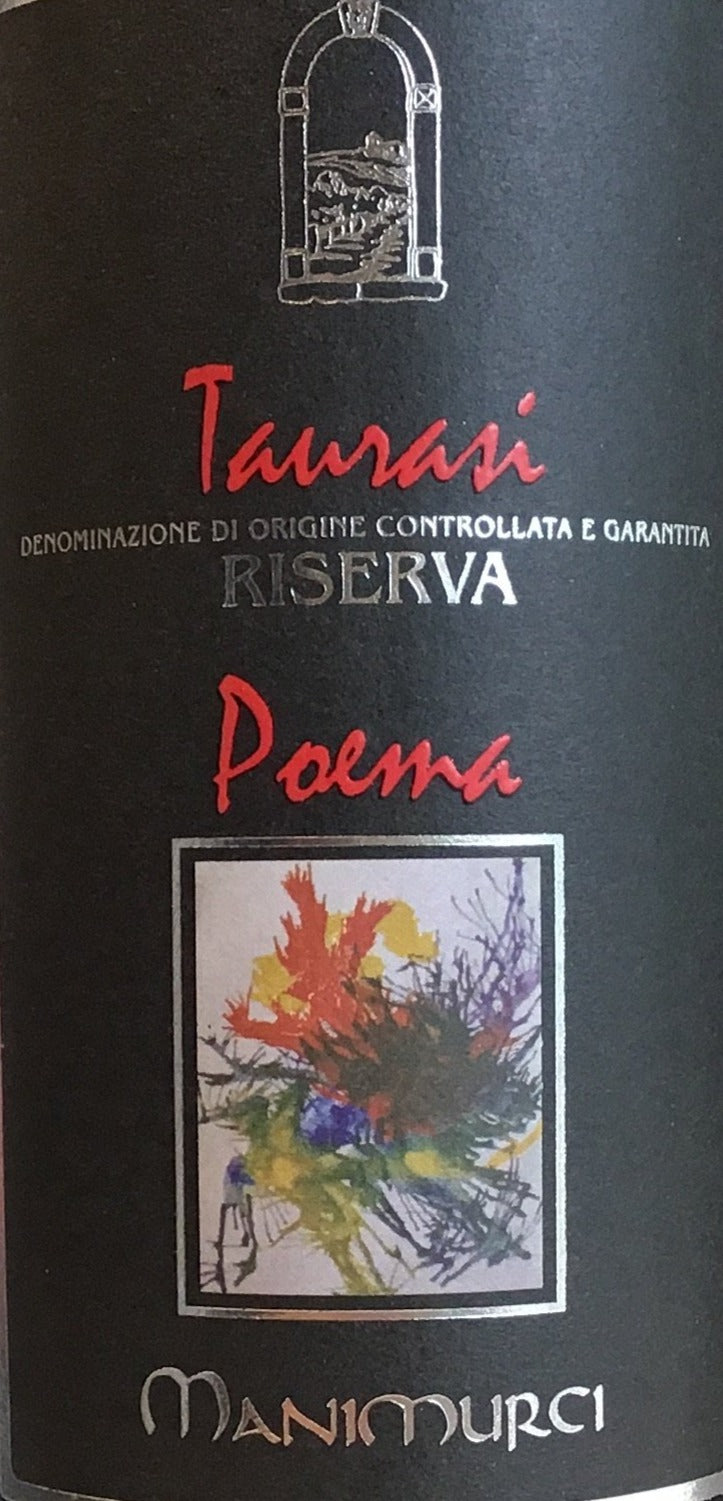 Taurasi
DENOMINAZIONE DI ORIGINE CONTROLLATA E GARANTITA
RISERVA
Poema
MANIMURCI